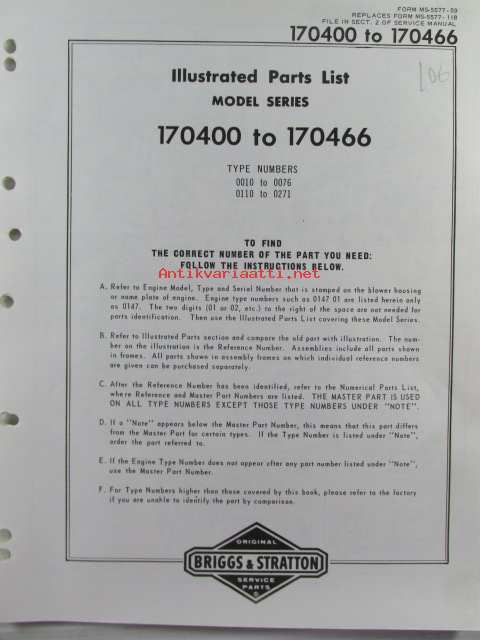 FORM MS-5577-59
REPLACES FORM MS-5577-118
FILE IN SECT. 2 OF SERVICE MANUAL
170400 to 170466
106
Illustrated Parts List
MODEL SERIES
170400 to 170466
TYPE NUMBERS
0010 to 0076
0110 to 0271
TO FIND
THE CORRECT NUMBER OF THE PART YOU NEED:
FOLLOW THE INSTRUCTIONS BELOW.
Antikvariaatti.net
A. Refer to Engine Model, Type and Serial Number that is stamped on the blower housing
or name plate of engine. Engine type numbers such as 0147 01 are listed herein only
as 0147. The two digits (01 or 02, etc.) to the right of the space are not needed for
parts identification. Then use the Illustrated Parts List covering these Model Series.
B. Refer to Illustrated Parts section and compare the old part with illustration. The num-
ber on the illustration is the Reference Number. Assemblies include all parts shown
in frames. All parts shown in assembly frames on which individual reference numbers
are given can be purchased separately.
C. After the Reference Number has been identified, refer to the Numerical Parts List,
where Reference and Master Part Numbers are listed. THE MASTER PART IS USED
ON ALL TYPE NUMBERS EXCEPT THOSE TYPE NUMBERS UNDER "NOTE".
D. If a "Note" appears below the Master Part Number, this means that this part differs
from the Master Part for certain types. If the Type Number is listed under "Note",
order the part referred to.
E. If the Engine Type Number does not appear after any part number listed under "Note",
use the Master Part Number.
F. For Type Numbers higher than those covered by this book, please refer to the factory
if you are unable to identify the part by comparison.
ORIGINAL
BRIGGS & STRATTON
SERVICE
PARTS